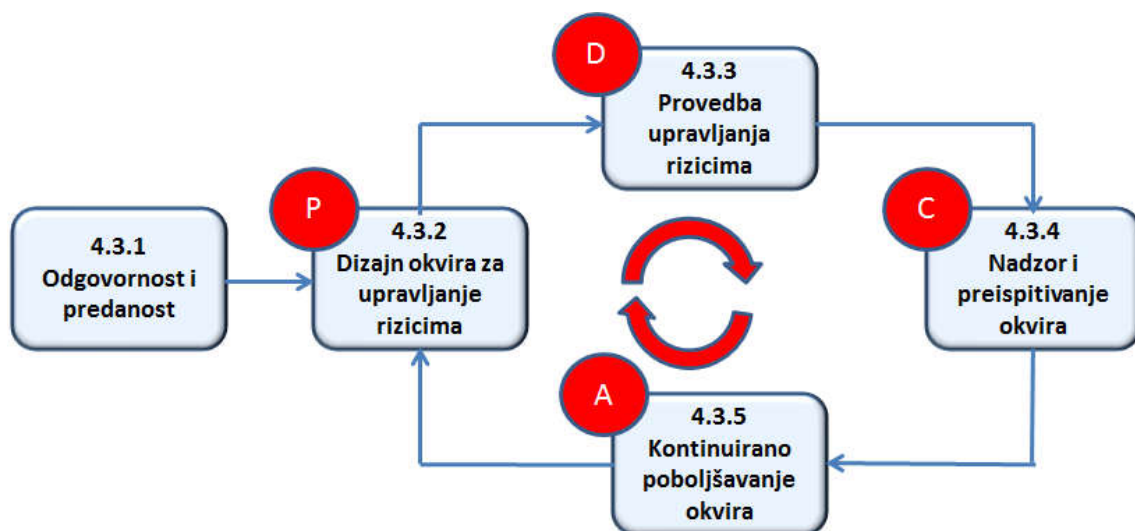 4.3.1
Odgovornost i
predanost
P
4.3.2
Dizajn okvira za
upravljanje
rizicima
D
4.3.3
Provedba
upravljanja
rizicima
C
4.3.4
Nadzor i
preispitivanje
okvira
A
4.3.5
Kontinuirano
poboljšavanje
okvira